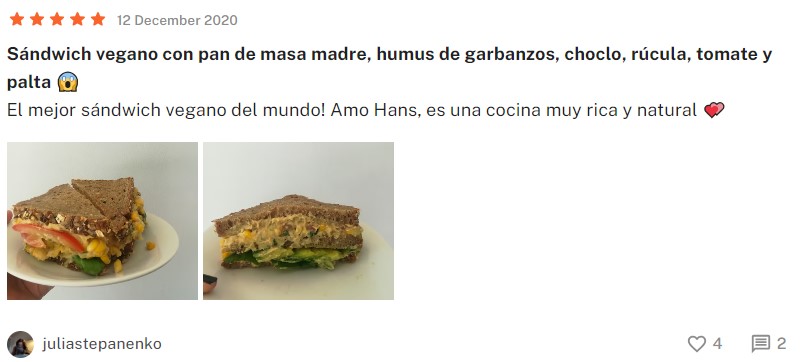 12 December 2020
Sándwich vegano con pan de masa madre, humus de garbanzos, choclo, rúcula, tomate y
palta 😱
El mejor sándwich vegano del mundo! Amo Hans, es una cocina muy rica y natural 💕
juliastepanenko
4
2